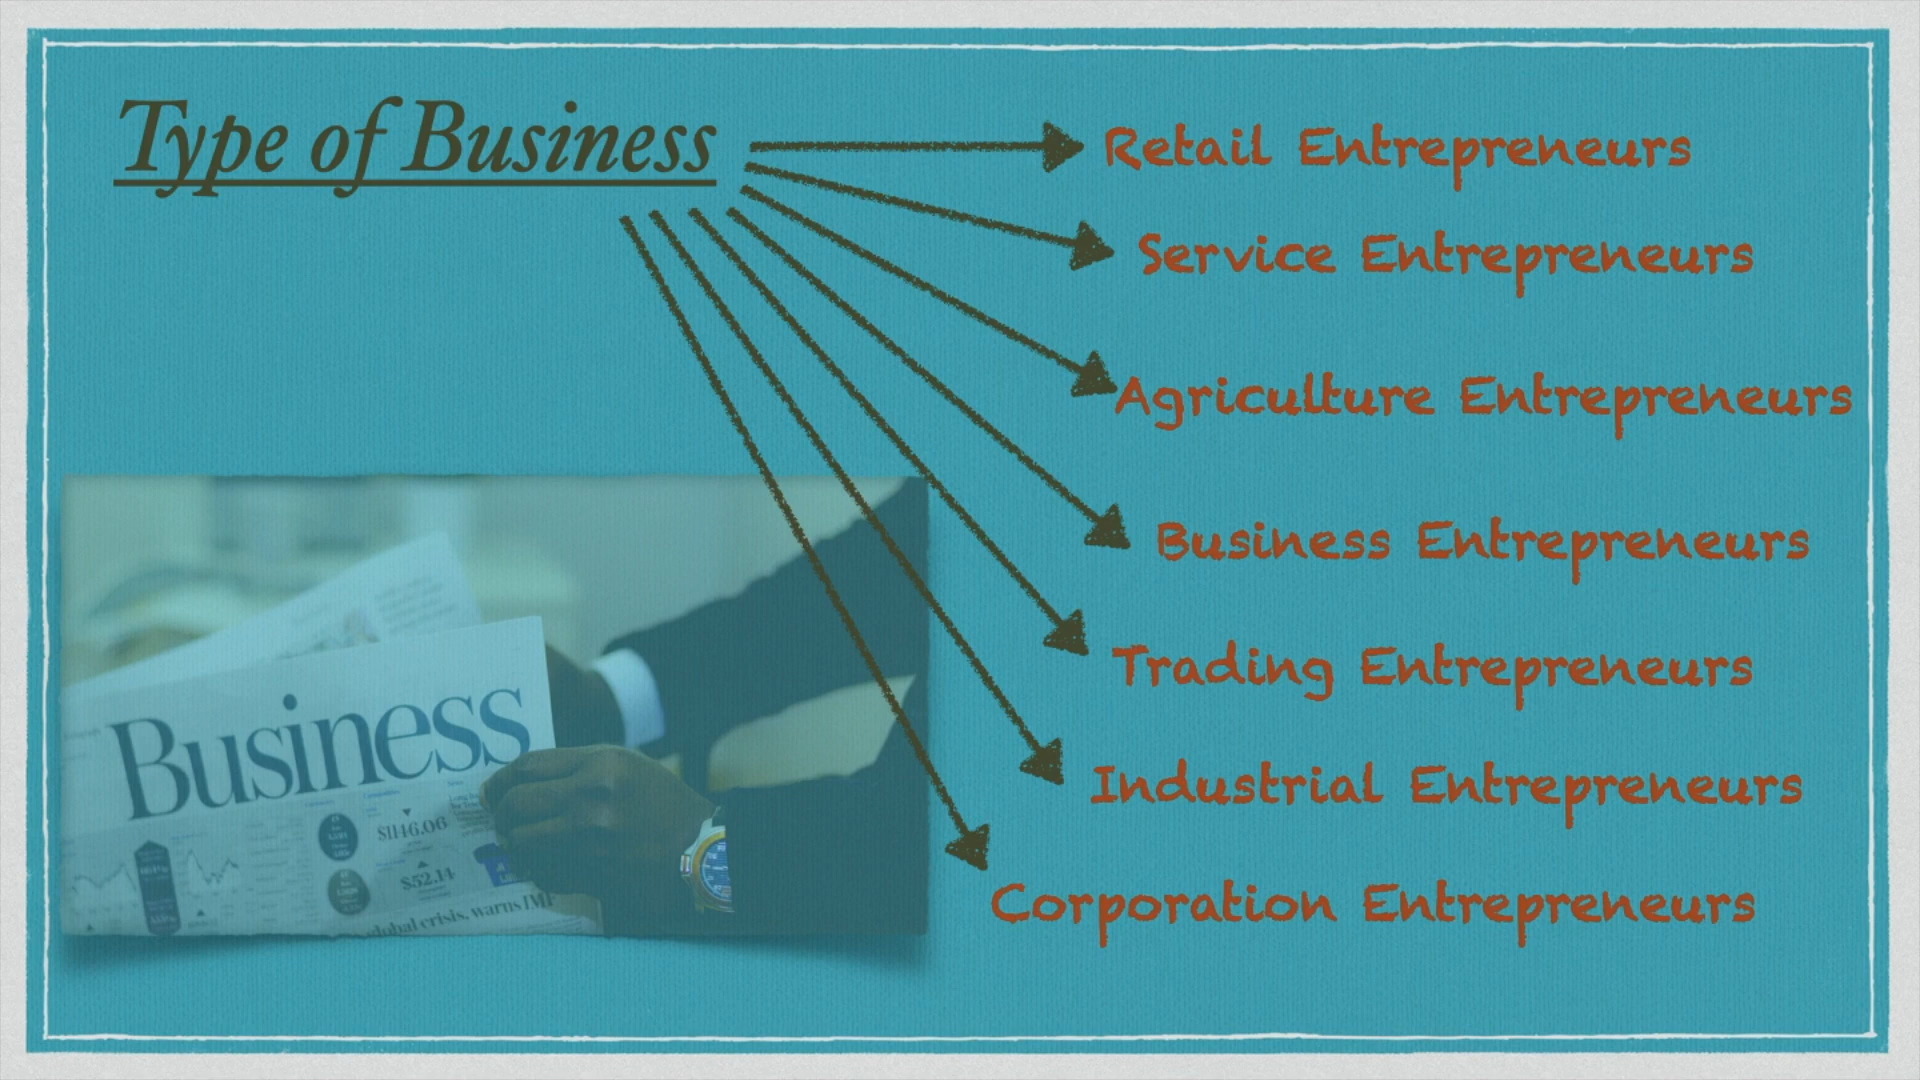 Type of Business
Retail Entrepreneurs
Service Entrepreneurs
Agriculture Entrepreneurs
Business Entrepreneurs
Trading Entrepreneurs
Industrial Entrepreneurs
Corporation Entrepreneurs
Business
$1146.06
$52.14
global crisis, warns IMF